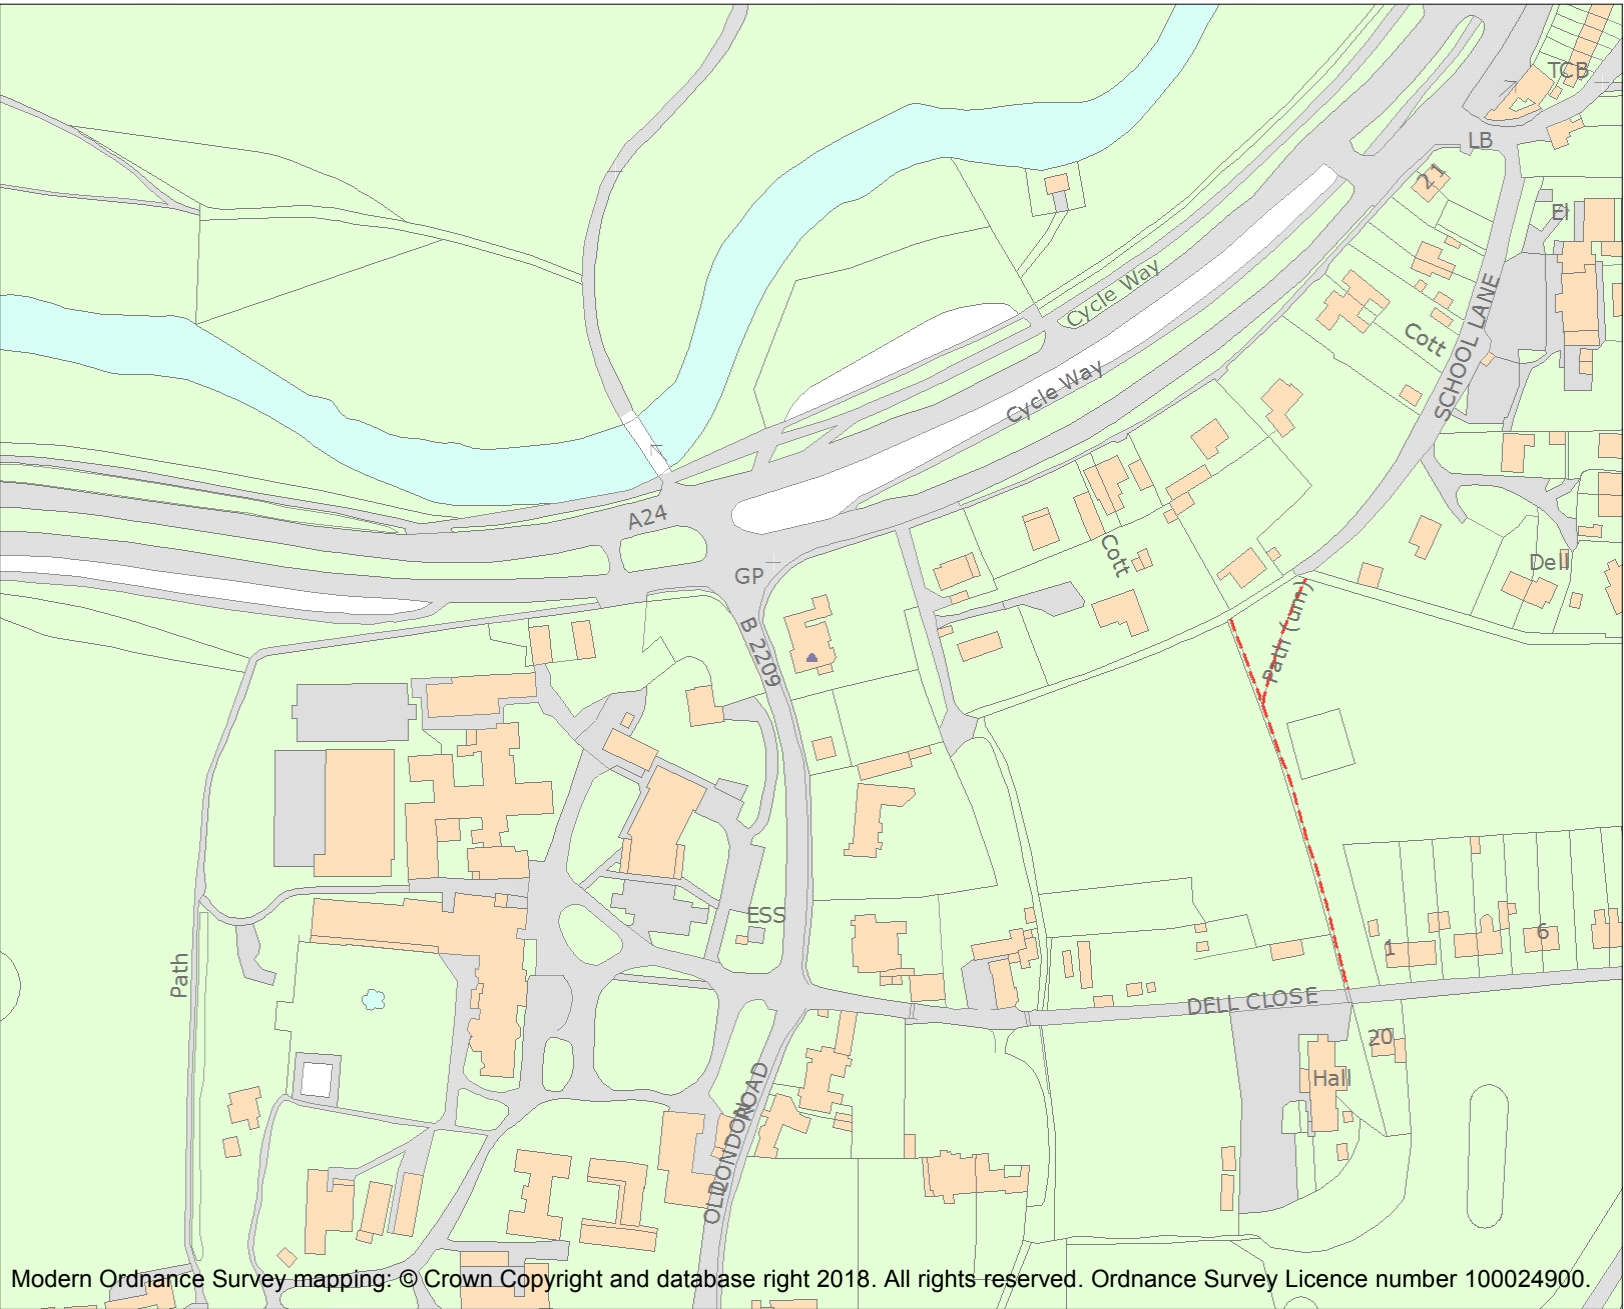 TCB
LB
21
El
Cycle Way
Cycle Way
Cott
SCHOOL LANE
A24
GP
B 2209
Cott
Dell
Path (um)
ESS
Path
1
6
DELL CLOSE
20
Hall
OLD LONDON ROAD
Modern Ordnance Survey mapping: © Crown Copyright and database right 2018. All rights reserved. Ordnance Survey Licence number 100024900.